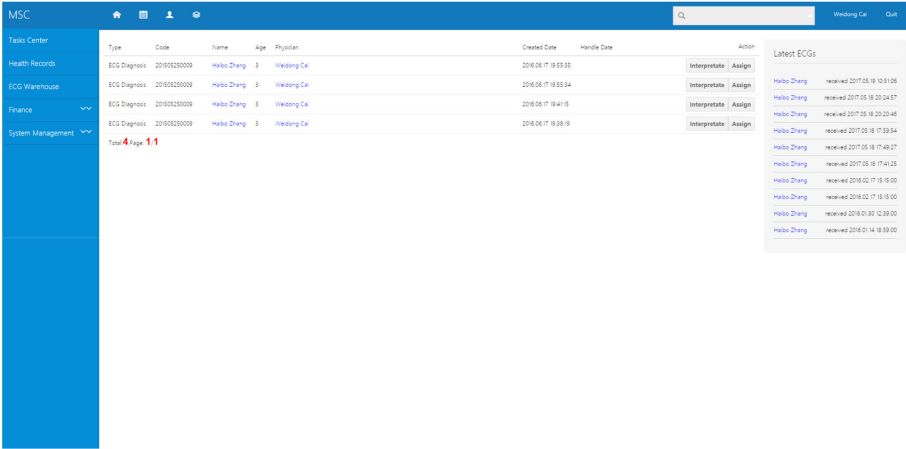 MSC Weidong Cai Quit
Tasks Center
Health Records
ECG Warehouse
Finance
System Management
Type Code Name Age Physician Created Date Handle Date Action
ECG Diagnosis 201505250009 Haibo Zhang 3 Weidong Cai 2016.06.17 19:55:35 Interpretate Assign
ECG Diagnosis 201505250009 Haibo Zhang 3 Weidong Cai 2016.06.17 19:53:34 Interpretate Assign
ECG Diagnosis 201505250009 Haibo Zhang 3 Weidong Cai 2016.06.17 19:41:15 Interpretate Assign
ECG Diagnosis 201505250009 Haibo Zhang 3 Weidong Cai 2016.06.17 19:38:19 Interpretate Assign
Total:4,Page: 1/1
Latest ECGs
Haibo Zhang received 2017.05.19 10:51:06
Haibo Zhang received 2017.05.18 20:24:57
Haibo Zhang received 2017.05.18 20:20:46
Haibo Zhang received 2017.05.18 17:59:54
Haibo Zhang received 2017.05.18 17:49:27
Haibo Zhang received 2017.05.18 17:41:25
Haibo Zhang received 2016.02.17 15:15:00
Haibo Zhang received 2016.02.17 15:15:00
Haibo Zhang received 2016.01.30 12:39:00
Haibo Zhang received 2016.01.14 18:59:00